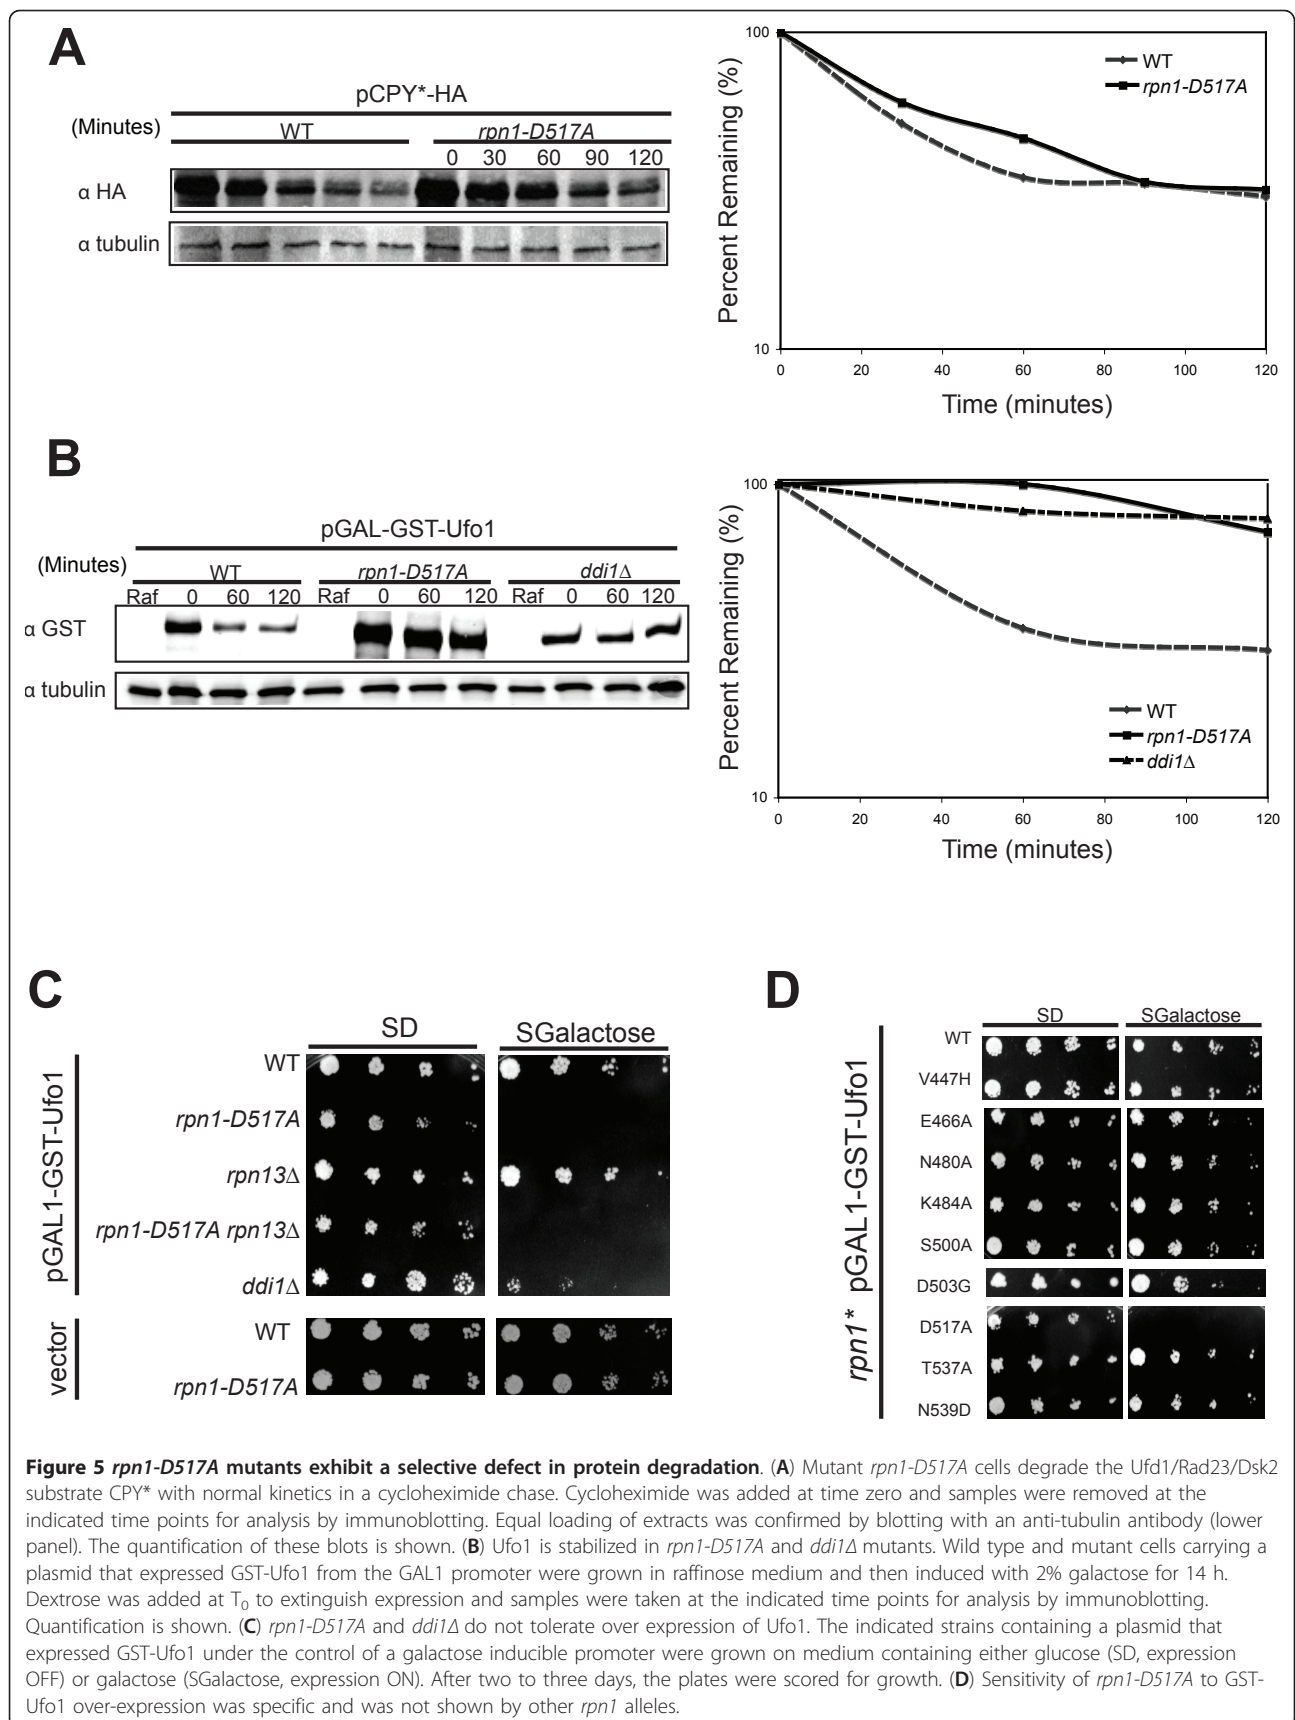 A
pCPY*-HA
(Minutes)
WT
rpn1-D517A
0 30 60 90 120
α HA
α tubulin
100
10
Percent Remaining (%)
WT
rpn1-D517A
0 20 40 60 80 100 120
Time (minutes)
B
pGAL-GST-Ufo1
(Minutes)
WT
rpn1-D517A
ddi1Δ
Raf 0 60 120 Raf 0 60 120 Raf 0 60 120
α GST
α tubulin
100
10
Percent Remaining (%)
WT
rpn1-D517A
ddi1Δ
0 20 40 60 80 100 120
Time (minutes)
C
SD
SGalactose
pGAL1-GST-Ufo1
WT
rpn1-D517A
rpn13Δ
rpn1-D517A rpn13Δ
ddi1Δ
vector
WT
rpn1-D517A
D
SD
SGalactose
rpn1* pGAL1-GST-Ufo1
WT
V447H
E466A
N480A
K484A
S500A
D503G
D517A
T537A
N539D
Figure 5 rpn1-D517A mutants exhibit a selective defect in protein degradation. (A) Mutant rpn1-D517A cells degrade the Ufd1/Rad23/Dsk2
substrate CPY* with normal kinetics in a cycloheximide chase. Cycloheximide was added at time zero and samples were removed at the
indicated time points for analysis by immunoblotting. Equal loading of extracts was confirmed by blotting with an anti-tubulin antibody (lower
panel). The quantification of these blots is shown. (B) Ufo1 is stabilized in rpn1-D517A and ddi1Δ mutants. Wild type and mutant cells carrying a
plasmid that expressed GST-Ufo1 from the GAL1 promoter were grown in raffinose medium and then induced with 2% galactose for 14 h.
Dextrose was added at T0 to extinguish expression and samples were taken at the indicated time points for analysis by immunoblotting.
Quantification is shown. (C) rpn1-D517A and ddi1Δ do not tolerate over expression of Ufo1. The indicated strains containing a plasmid that
expressed GST-Ufo1 under the control of a galactose inducible promoter were grown on medium containing either glucose (SD, expression
OFF) or galactose (SGalactose, expression ON). After two to three days, the plates were scored for growth. (D) Sensitivity of rpn1-D517A to GST-
Ufo1 over-expression was specific and was not shown by other rpn1 alleles.